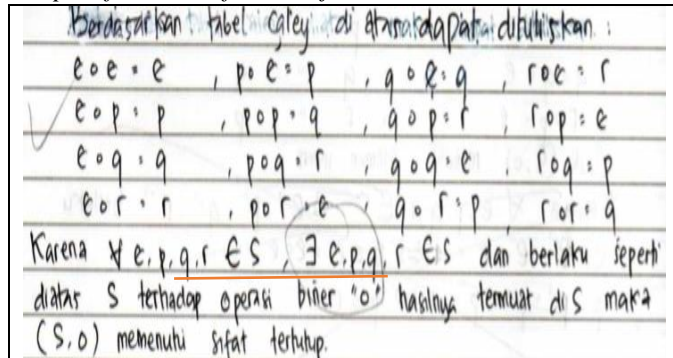 Berdasarkan tabel caley di atas dapat dituliskan :
e o e = e , p o e = p , q o e = q , r o e = r
e o p = p , p o p = q , q o p = r , r o p = e
e o q = q , p o q = r , q o q = e , r o q = p
e o r = r , p o r = e , q o r = p , r o r = q
Karena ∀ e, p, q, r ∈ S , ∃ e, p, q, r ∈ S dan berlaku seperti
diatas S terhadap operasi biner "o" hasilnya termuat di S maka
(S, o) memenuhi sifat tertutup.